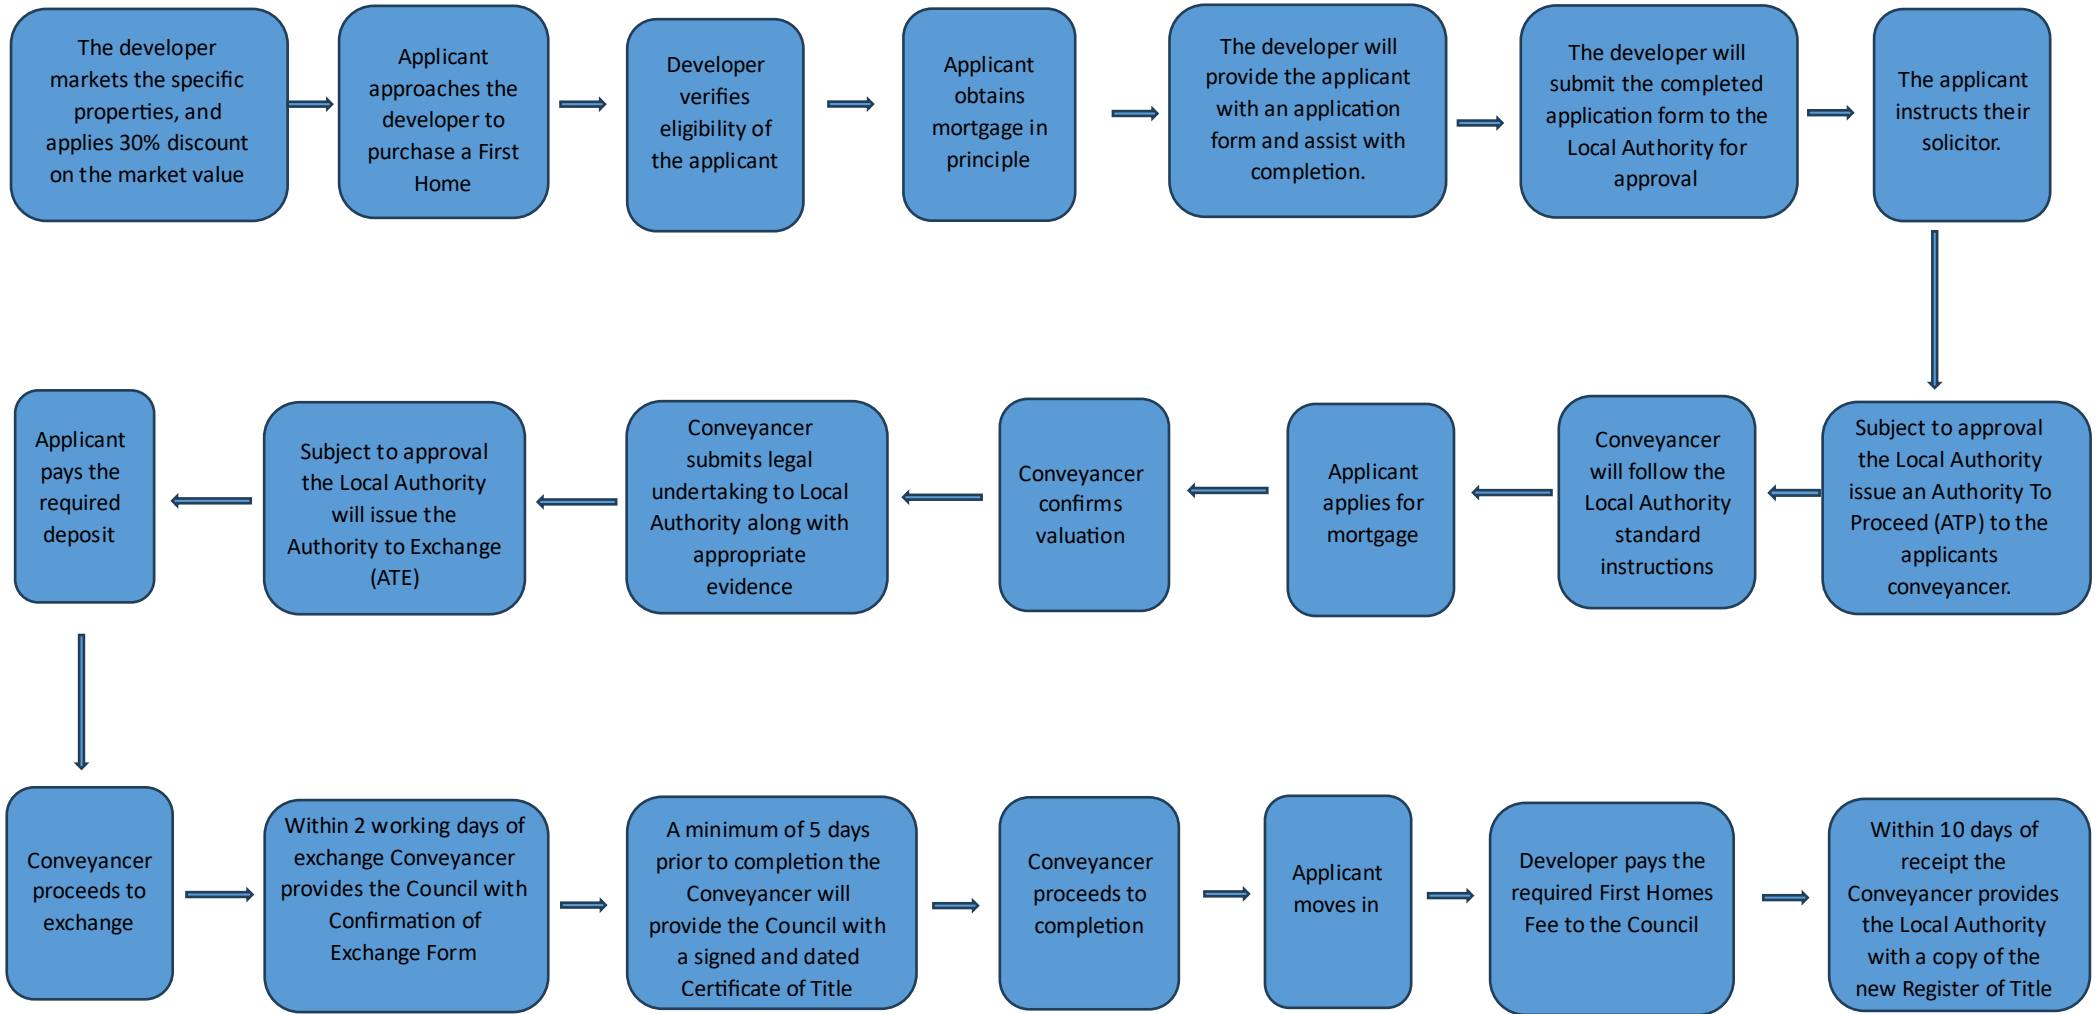 The developer
markets the specific
properties, and
applies 30% discount
on the market value
Applicant
approaches the
developer to
purchase a First
Home
Developer
verifies
eligibility of
the applicant
Applicant
obtains
mortgage in
principle
The developer will
provide the applicant
with an application
form and assist with
completion.
The developer will
submit the completed
application form to the
Local Authority for
approval
The applicant
instructs their
solicitor.
Subject to approval
the Local Authority
issue an Authority To
Proceed (ATP) to the
applicants
conveyancer.
Conveyancer
will follow the
Local Authority
standard
instructions
Applicant
applies for
mortgage
Conveyancer
confirms
valuation
Conveyancer
submits legal
undertaking to Local
Authority along with
appropriate
evidence
Subject to approval
the Local Authority
will issue the
Authority to Exchange
(ATE)
Applicant
pays the
required
deposit
Conveyancer
proceeds to
exchange
Within 2 working days of
exchange Conveyancer
provides the Council with
Confirmation of
Exchange Form
A minimum of 5 days
prior to completion the
Conveyancer will
provide the Council with
a signed and dated
Certificate of Title
Conveyancer
proceeds to
completion
Applicant
moves in
Developer pays the
required First Homes
Fee to the Council
Within 10 days of
receipt the
Conveyancer provides
the Local Authority
with a copy of the
new Register of Title